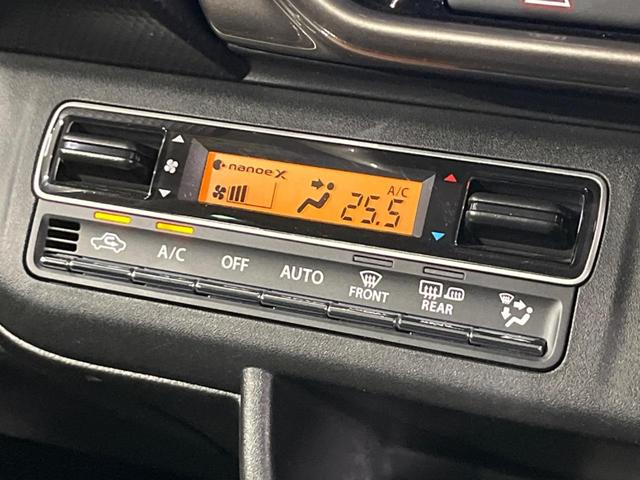 nanoe X
A/C
25.5
A/C
OFF
AUTO
FRONT
REAR